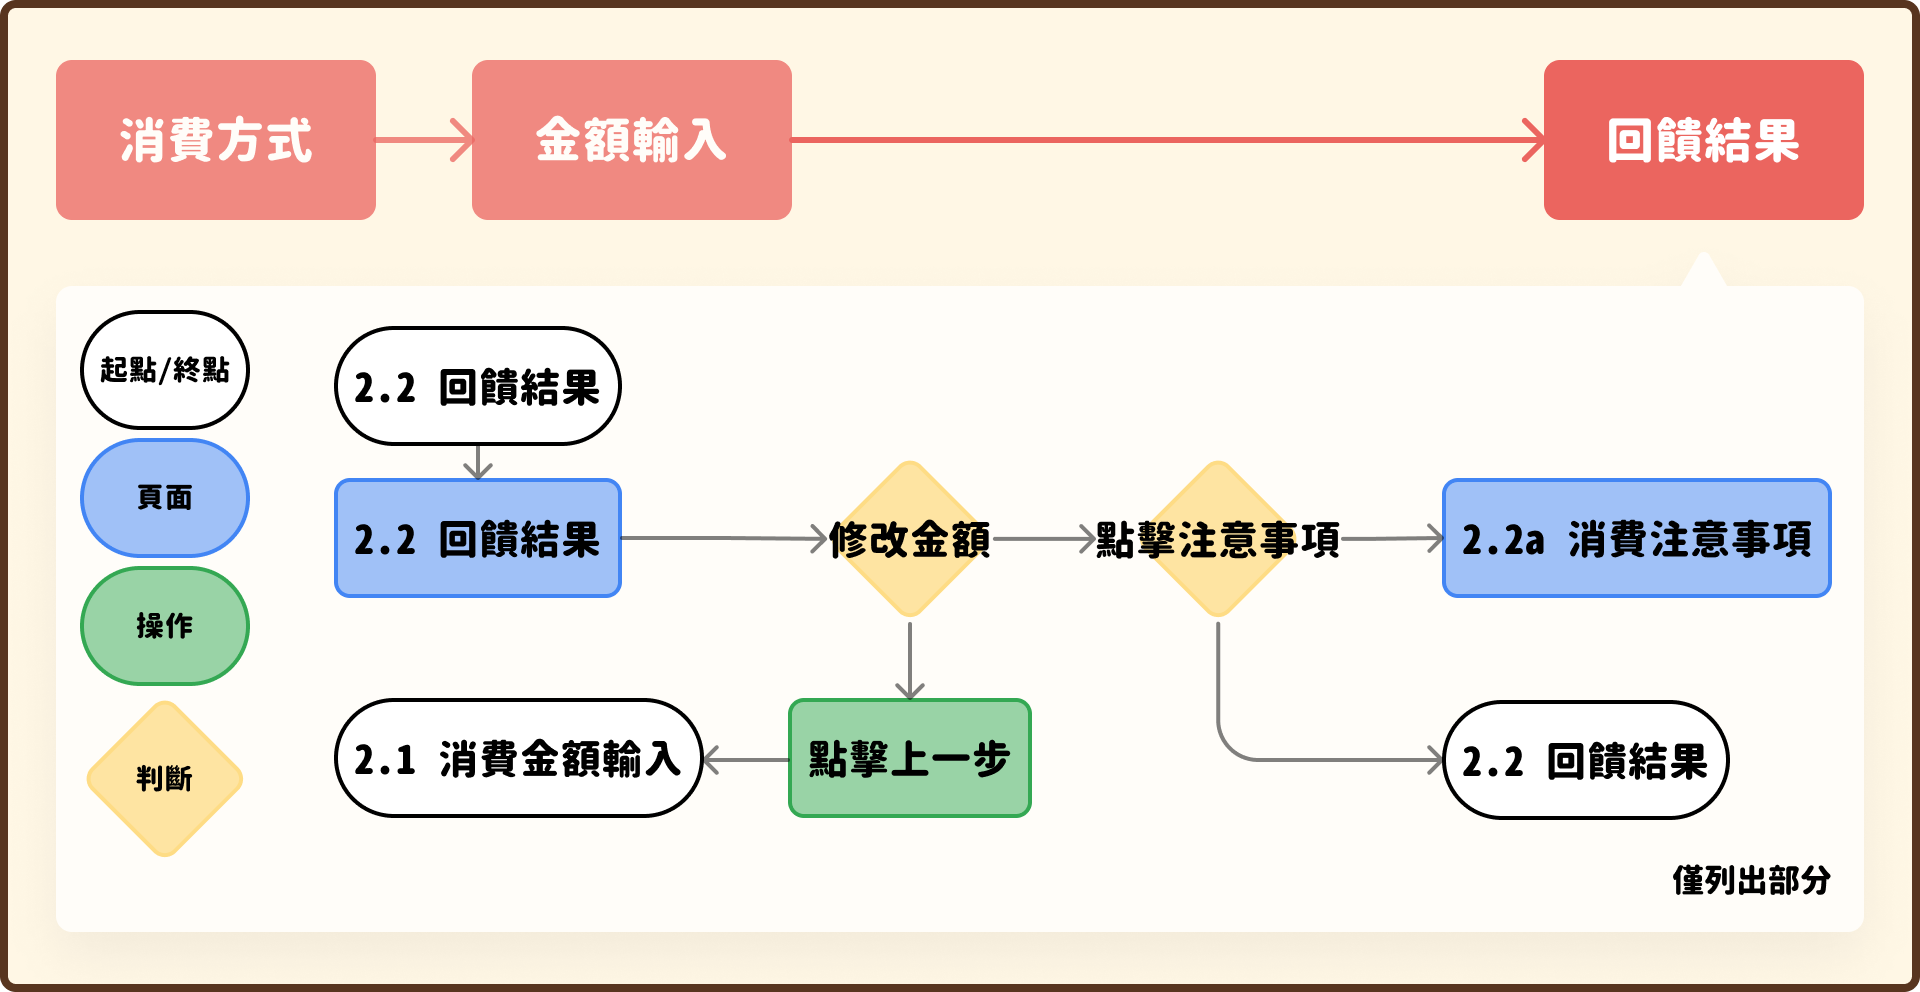 消費方式
金額輸入
回饋結果
起點/終點
頁面
操作
判斷
2.2 回饋結果
2.2 回饋結果
修改金額
點擊注意事項
2.2a 消費注意事項
2.1 消費金額輸入
點擊上一步
2.2 回饋結果
僅列出部分